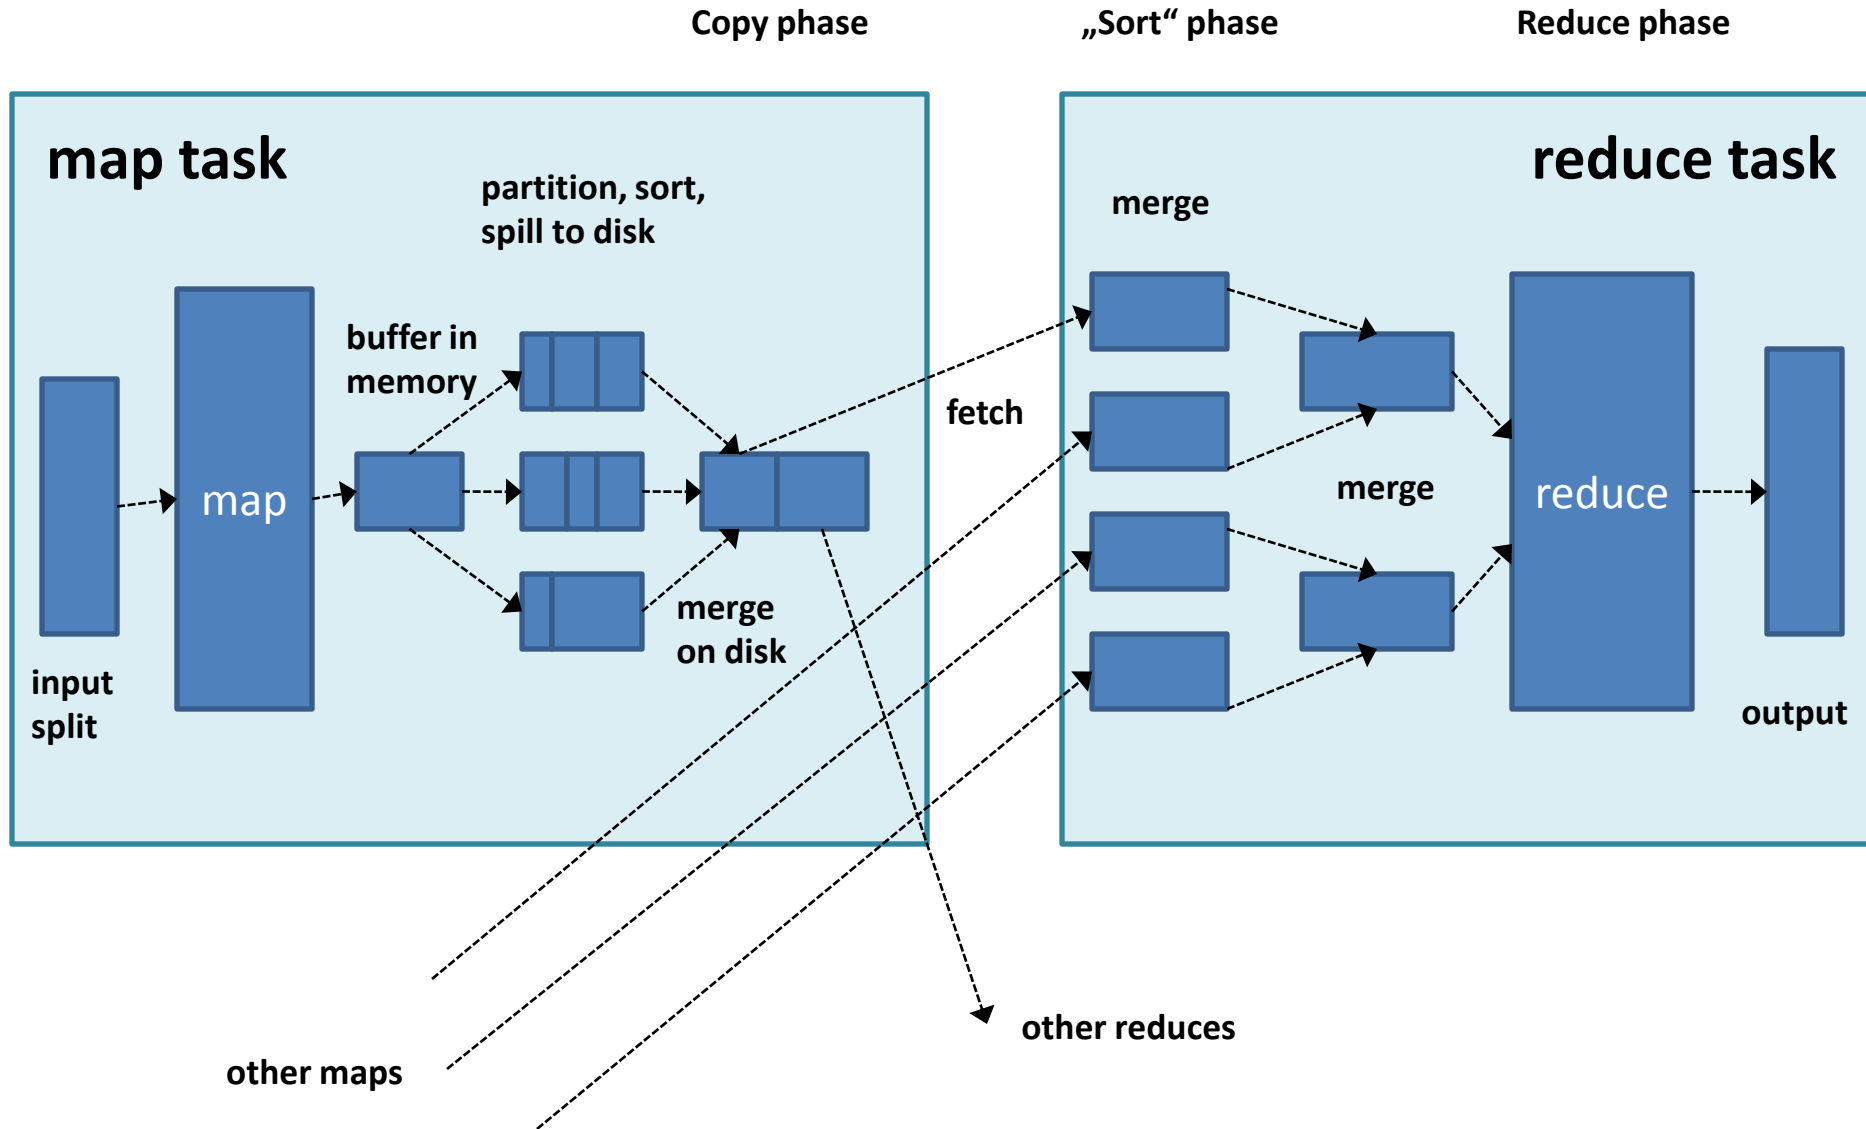 Copy phase
„Sort“ phase
Reduce phase
map task
reduce task
partition, sort,
spill to disk
merge
buffer in
memory
fetch
map
merge
reduce
merge
on disk
input
split
output
other reduces
other maps